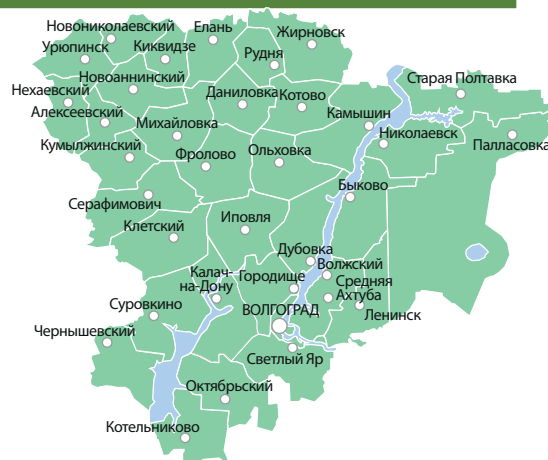 Новониколаевский
Елань
Жирновск
Урюпинск
Киквидзе
Рудня
Нехаевский
Новоаннинский
Старая Полтавка
Алексеевский
Даниловка
Котово
Камышин
Михайловка
Николаевск
Палласовка
Кумылжинский
Фролово
Ольховка
Быково
Серафимович
Клетский
Иловля
Дубовка
Калач-
на-Дону
Городище
Волжский
Средняя
Ахтуба
Суровкино
ВОЛГОГРАД
Ленинск
Чернышевский
Светлый Яр
Октябрьский
Котельниково